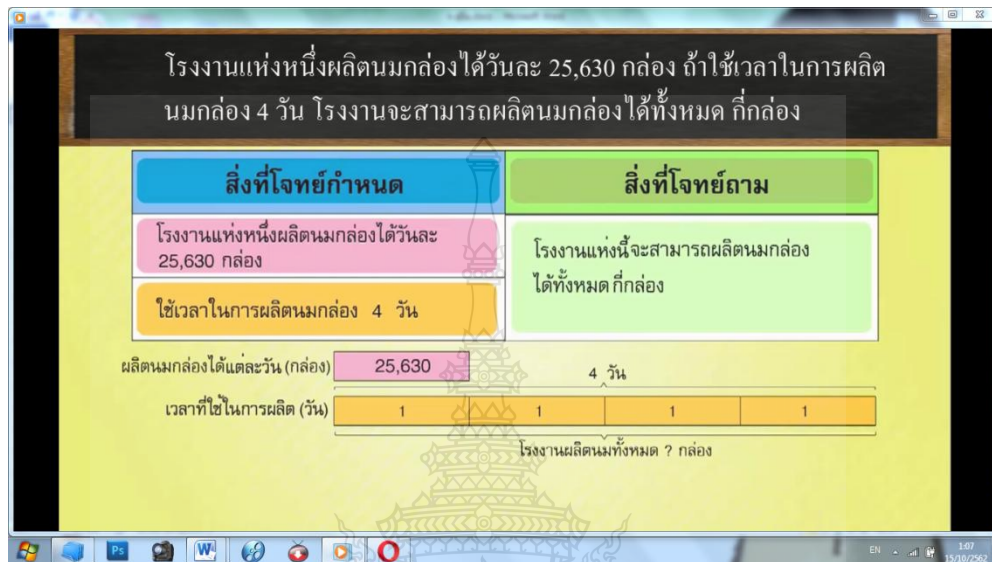 โรงงานแห่งหนึ่งผลิตนมกล่องได้วันละ 25,630 กล่อง ถ้าใช้เวลาในการผลิต
นมกล่อง 4 วัน โรงงานจะสามารถผลิตนมกล่องได้ทั้งหมด กี่กล่อง
สิ่งที่โจทย์กำหนด
สิ่งที่โจทย์ถาม
โรงงานแห่งหนึ่งผลิตนมกล่องได้วันละ
25,630 กล่อง
ใช้เวลาในการผลิตนมกล่อง 4 วัน
โรงงานแห่งนี้จะสามารถผลิตนมกล่อง
ได้ทั้งหมด กี่กล่อง
ผลิตนมกล่องได้แต่ละวัน (กล่อง) 25,630
4 วัน
เวลาที่ใช้ในการผลิต (วัน) 1 1 1 1
โรงงานผลิตนมทั้งหมด ? กล่อง
Ps W EN 1:07
15/10/2562